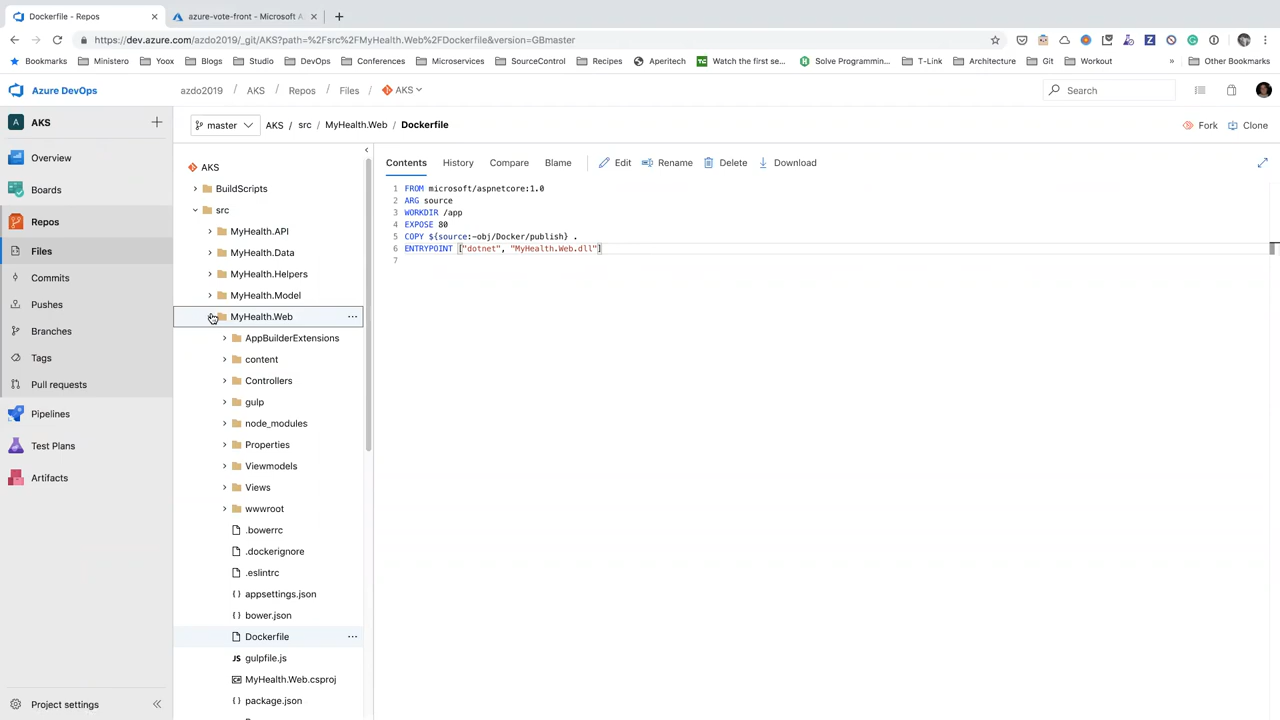 Dockerfile - Repos
azure-vote-front - Microsoft A
https://dev.azure.com/azdo2019/_git/AKS?path=%2Fsrc%2FMyHealth.Web%2FDockerfile&version=GBmaster
Bookmarks Ministero Yoox Blogs Studio DevOps Conferences Microservices SourceControl Recipes Aperitech Watch the first se... Solve Programmin... T-Link Architecture Git Workout » Other Bookmarks
Azure DevOps azdo2019 / AKS / Repos / Files / AKS Search
A AKS
master AKS / src / MyHealth.Web / Dockerfile Fork Clone
Overview
Boards
Repos
Files
Commits
Pushes
Branches
Tags
Pull requests
Pipelines
Test Plans
Artifacts
Project settings
AKS
BuildScripts
src
MyHealth.API
MyHealth.Data
MyHealth.Helpers
MyHealth.Model
MyHealth.Web
AppBuilderExtensions
content
Controllers
gulp
node_modules
Properties
Viewmodels
Views
wwwroot
.bowerrc
.dockerignore
.eslintrc
appsettings.json
bower.json
Dockerfile
JS gulpfile.js
MyHealth.Web.csproj
package.json
Contents History Compare Blame Edit Rename Delete Download
1 FROM microsoft/aspnetcore:1.0
2 ARG source
3 WORKDIR /app
4 EXPOSE 80
5 COPY ${source:-obj/Docker/publish} .
6 ENTRYPOINT ["dotnet", "MyHealth.Web.dll"]
7